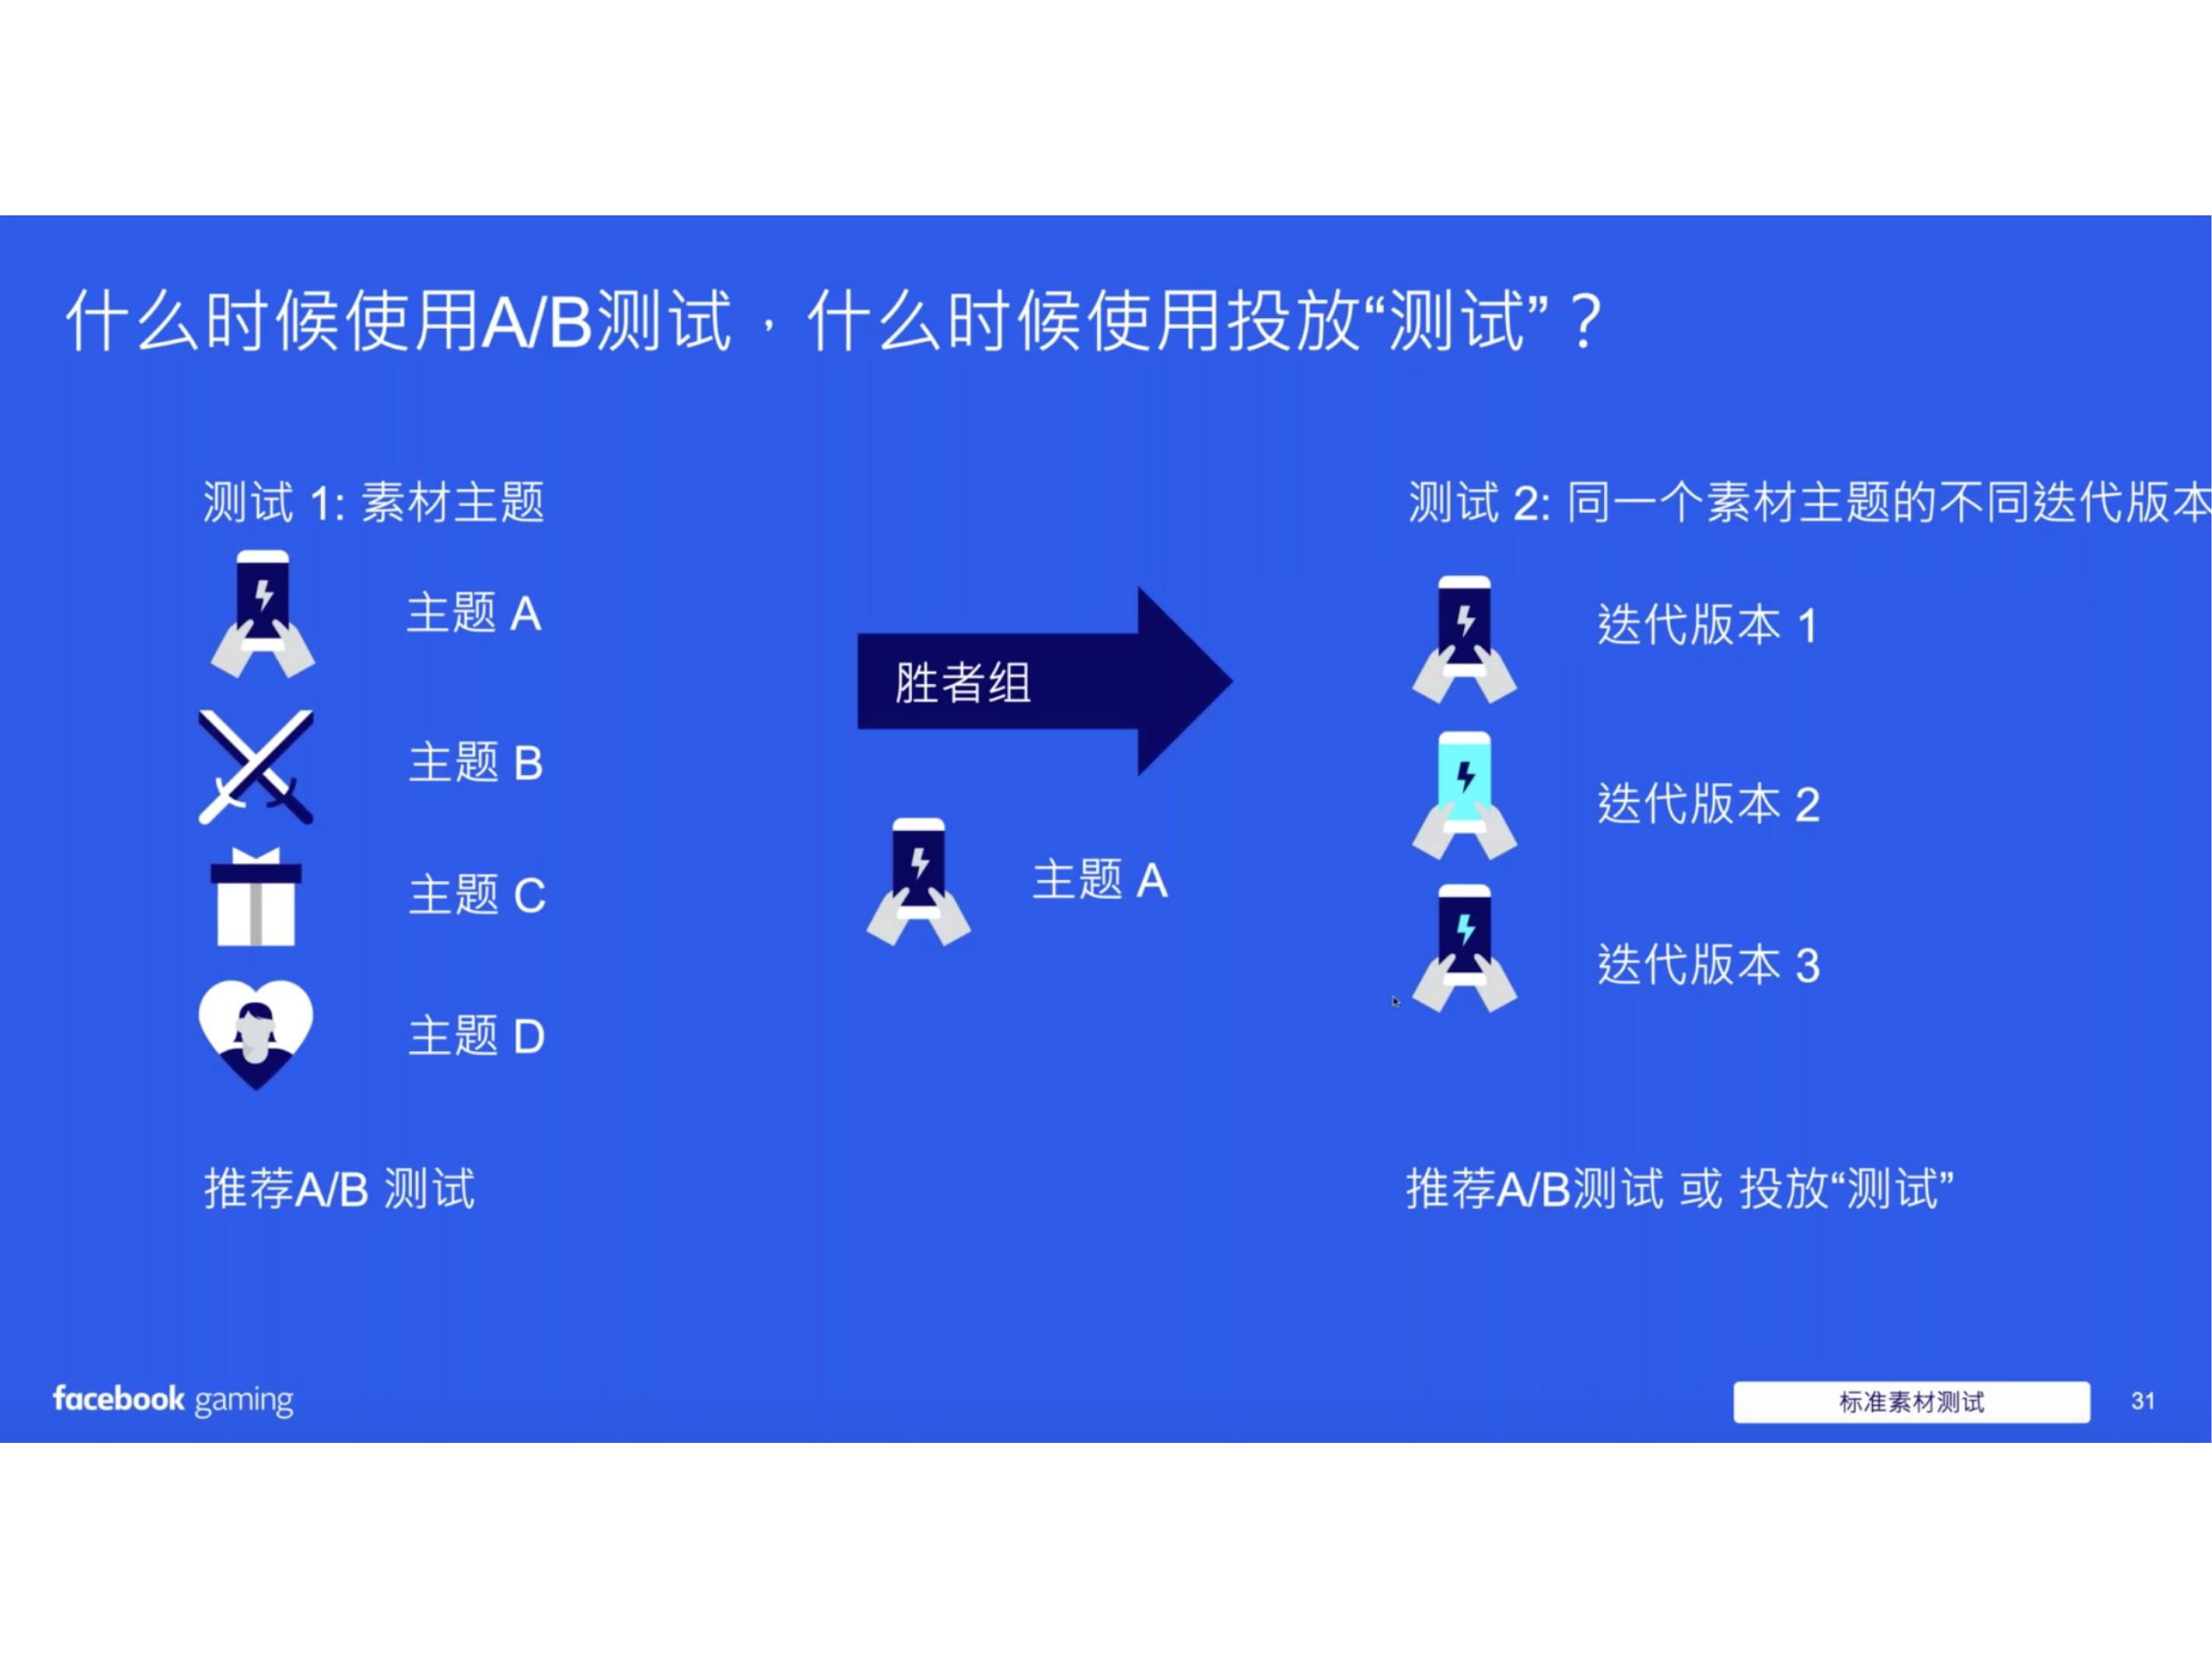 什么时候使用A/B测试，什么时候使用投放“测试”？
测试 1: 素材主题
主题 A
主题 B
主题 C
主题 D
推荐A/B 测试
胜者组
主题 A
测试 2: 同一个素材主题的不同迭代版本
迭代版本 1
迭代版本 2
迭代版本 3
推荐A/B测试 或 投放“测试”
facebook gaming
标准素材测试
31